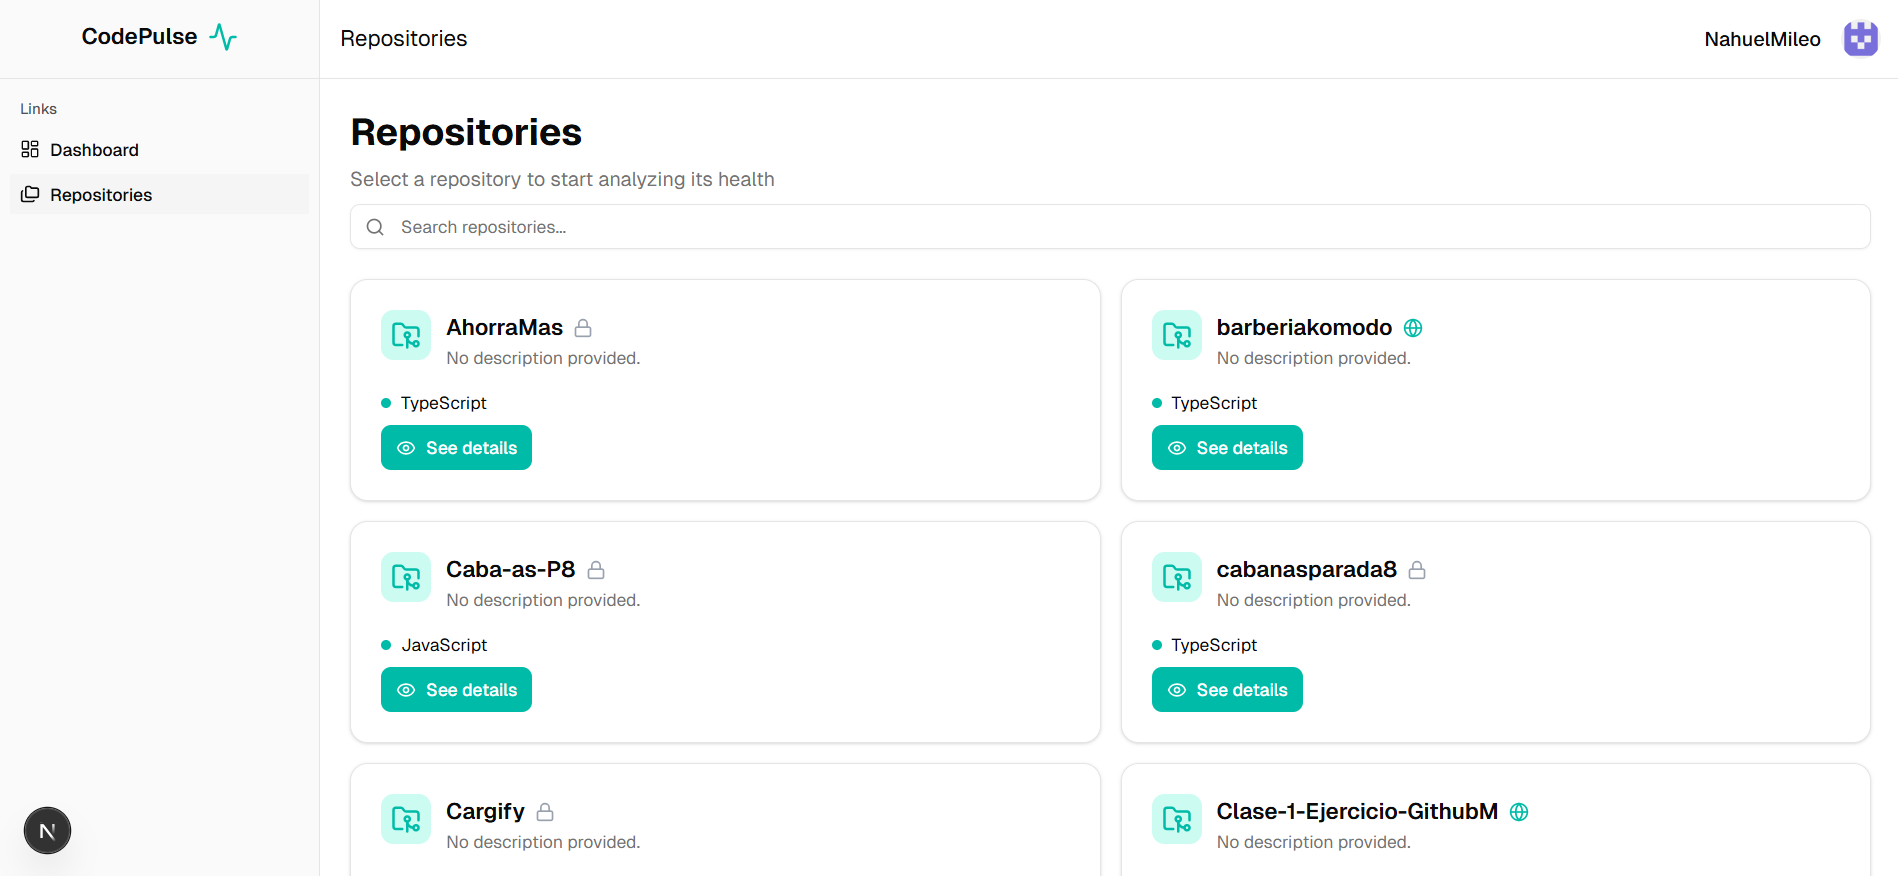 CodePulse
Repositories
NahuelMileo
Links
Dashboard
Repositories
Repositories
Select a repository to start analyzing its health
Search repositories...
AhorraMas
No description provided.
TypeScript
See details
barberiakomodo
No description provided.
TypeScript
See details
Caba-as-P8
No description provided.
JavaScript
See details
cabanasparada8
No description provided.
TypeScript
See details
Cargify
No description provided.
Clase-1-Ejercicio-GithubM
No description provided.
N